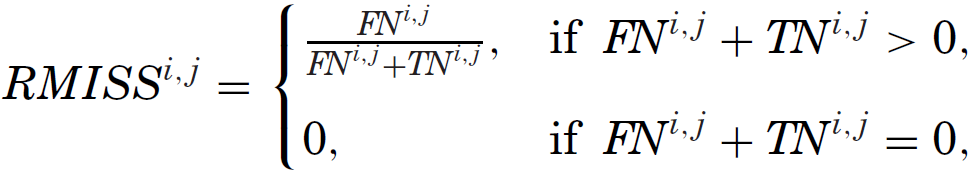 RMISS^{i,j} = \begin{cases} \frac{FN^{i,j}}{FN^{i,j}+TN^{i,j}}, & \text{if } FN^{i,j} + TN^{i,j} > 0, \\ 0, & \text{if } FN^{i,j} + TN^{i,j} = 0, \end{cases}